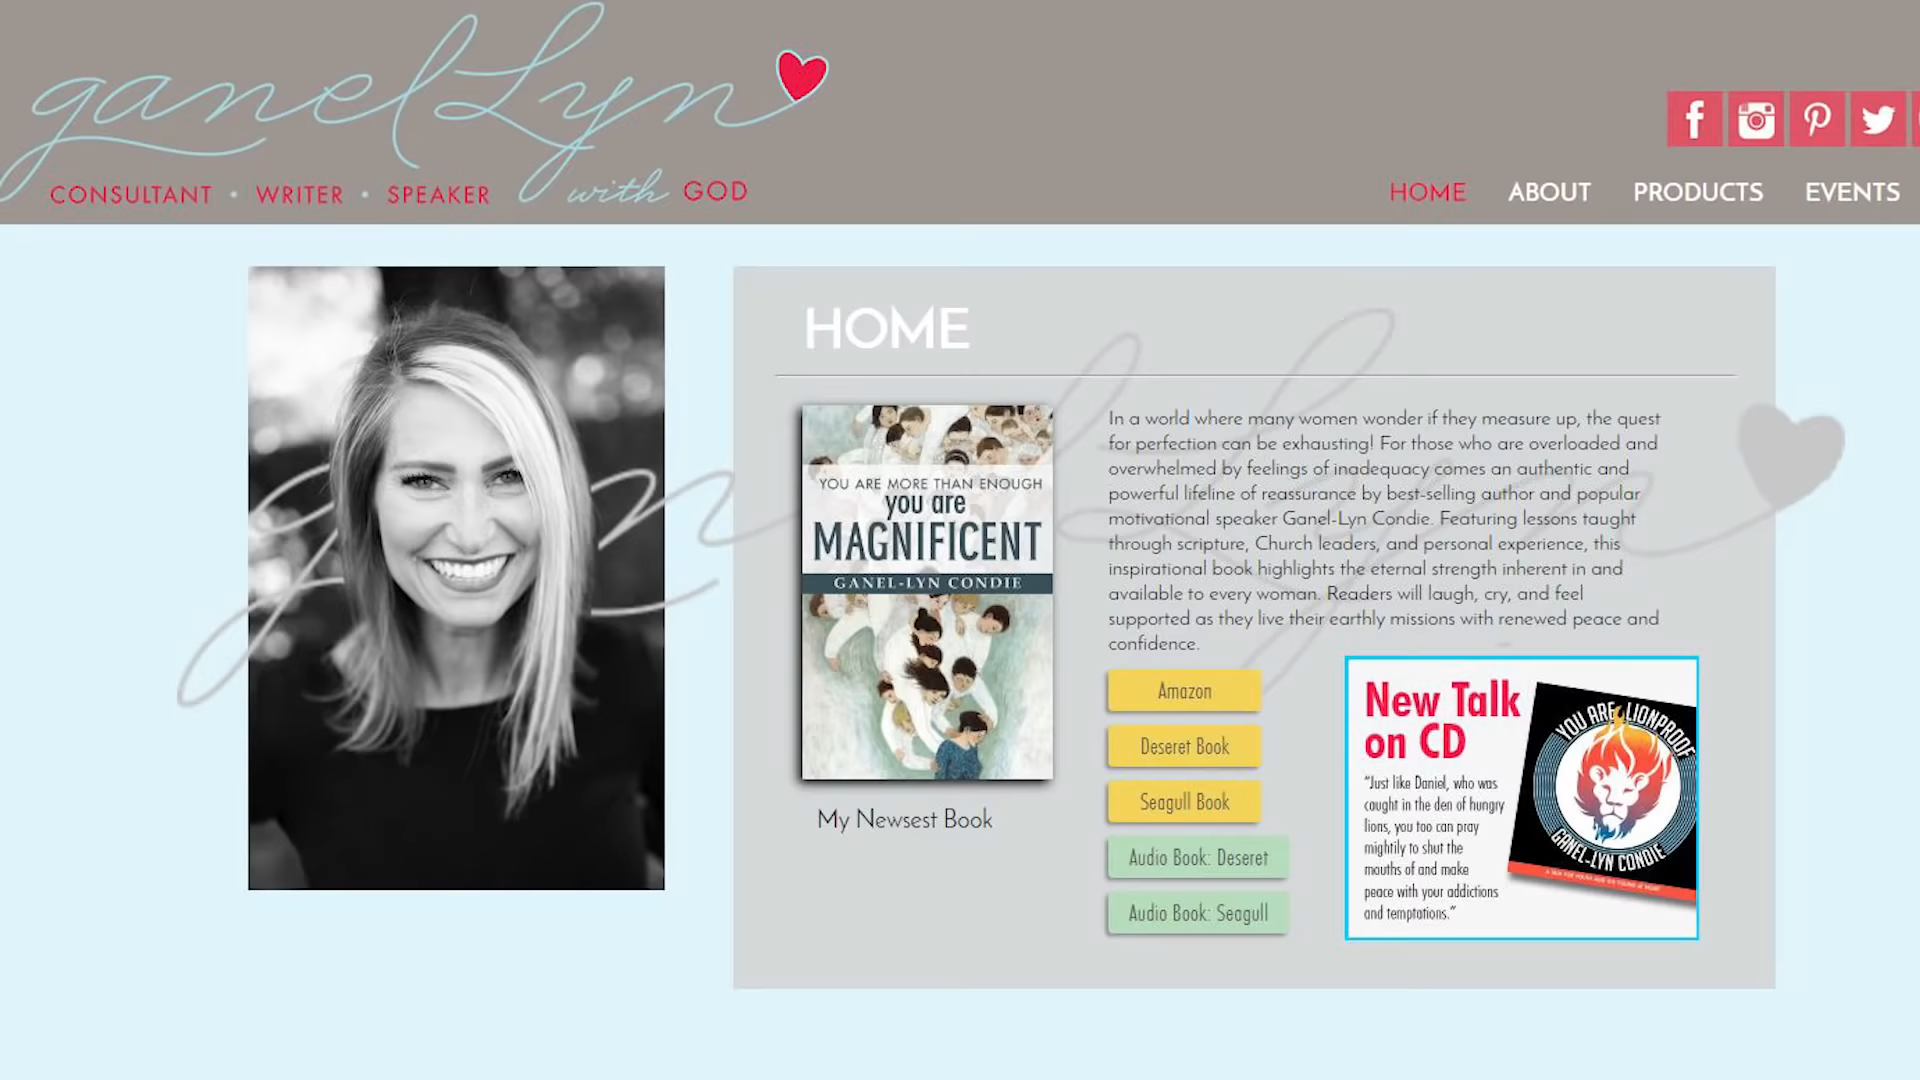 ganelLyn
CONSULTANT • WRITER • SPEAKER with GOD
HOME ABOUT PRODUCTS EVENTS
HOME
YOU ARE MORE THAN ENOUGH
you are
MAGNIFICENT
GANEL-LYN CONDIE
My Newsest Book
In a world where many women wonder if they measure up, the quest
for perfection can be exhausting! For those who are overloaded and
overwhelmed by feelings of inadequacy comes an authentic and
powerful lifeline of reassurance by best-selling author and popular
motivational speaker Ganel-Lyn Condie. Featuring lessons taught
through scripture, Church leaders, and personal experience, this
inspirational book highlights the eternal strength inherent in and
available to every woman. Readers will laugh, cry, and feel
supported as they live their earthly missions with renewed peace and
confidence.
Amazon
Deseret Book
Seagull Book
Audio Book: Deseret
Audio Book: Seagull
New Talk
on CD
"Just like Daniel, who was
caught in the den of hungry
lions, you too can pray
mightily to shut the
mouths of and make
peace with your addictions
and temptations."
YOU ARE LIONPROOF
GANEL-LYN CONDIE